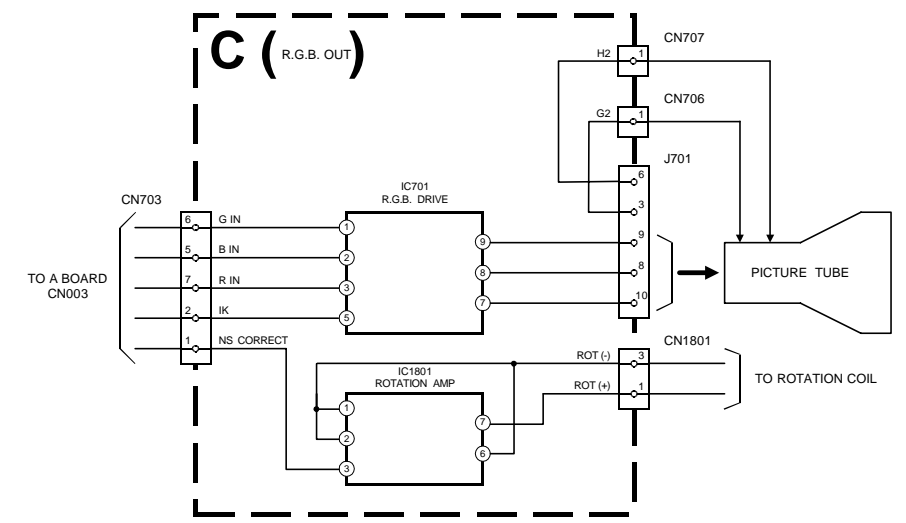 C ( R.G.B. OUT )
CN707
H2 1
CN706
G2 1
J701
6
3
9
8
10
CN703
6 G IN
5 B IN
7 R IN
2 IK
1 NS CORRECT
TO A BOARD
CN003
IC701
R.G.B. DRIVE
1
2
3
5
9
8
7
PICTURE TUBE
CN1801
ROT (-) 3
ROT (+) 1
TO ROTATION COIL
IC1801
ROTATION AMP
1
2
3
7
6